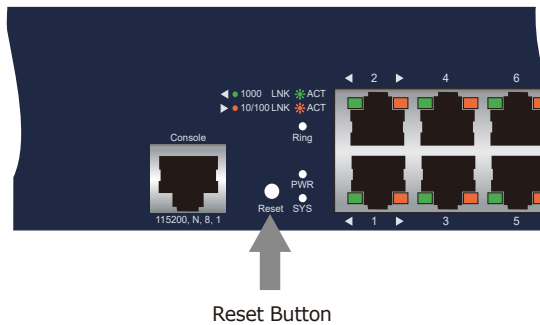 2 4 6
1000 LNK ACT
10/100 LNK ACT
Ring
Console
PWR
Reset SYS
115200, N, 8, 1
1 3 5
Reset Button